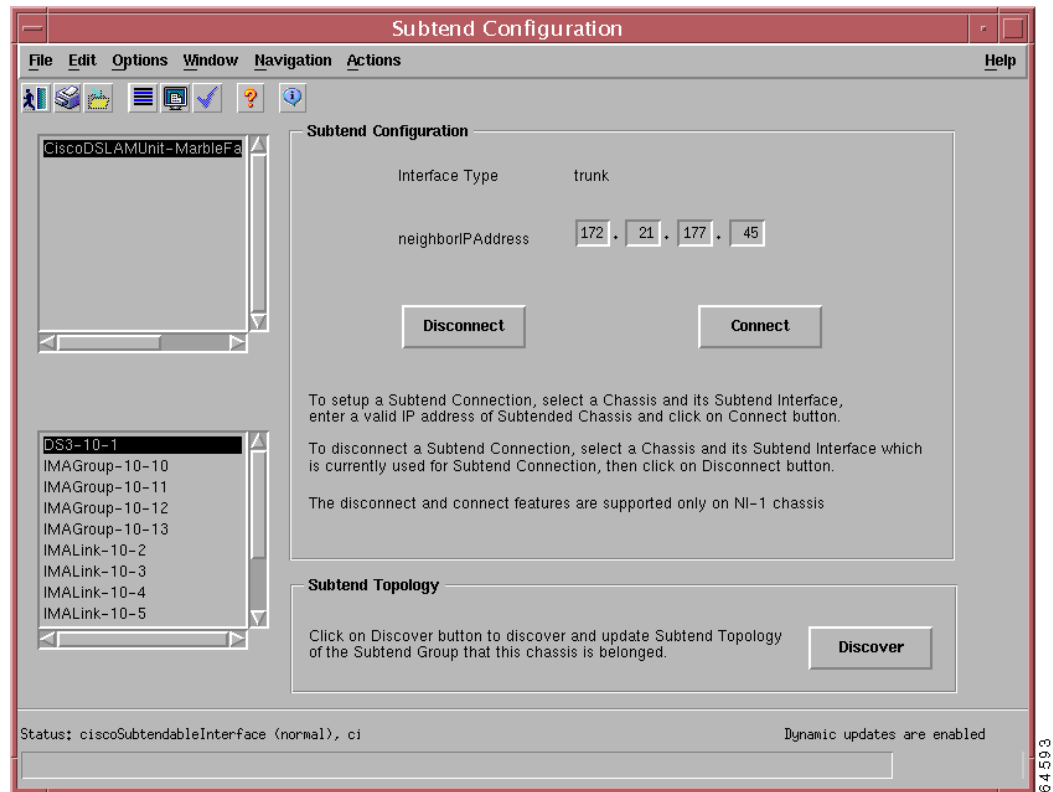 Subtend Configuration
File Edit Options Window Navigation Actions Help
CiscoDSLAMUnit-MarbleFa
Subtend Configuration
Interface Type trunk
neighborIPAddress 172 . 21 . 177 . 45
Disconnect Connect
To setup a Subtend Connection, select a Chassis and its Subtend Interface,
enter a valid IP address of Subtended Chassis and click on Connect button.
To disconnect a Subtend Connection, select a Chassis and its Subtend Interface which
is currently used for Subtend Connection, then click on Disconnect button.
The disconnect and connect features are supported only on NI-1 chassis
DS3-10-1
IMAGroup-10-10
IMAGroup-10-11
IMAGroup-10-12
IMAGroup-10-13
IMALink-10-2
IMALink-10-3
IMALink-10-4
IMALink-10-5
Subtend Topology
Click on Discover button to discover and update Subtend Topology
of the Subtend Group that this chassis is belonged.
Discover
Status: ciscoSubtendableInterface (normal), ci
Dynamic updates are enabled
64593